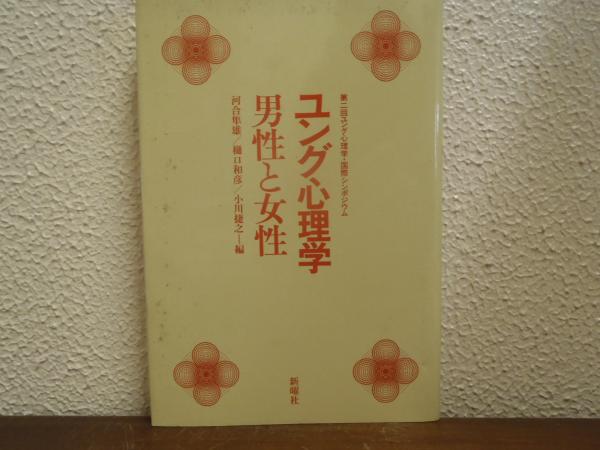 第二回ユング心理学・国際シンポジウム
ユング心理学
男性と女性
河合隼雄／樋口和彦／小川捷之－編
新曜社